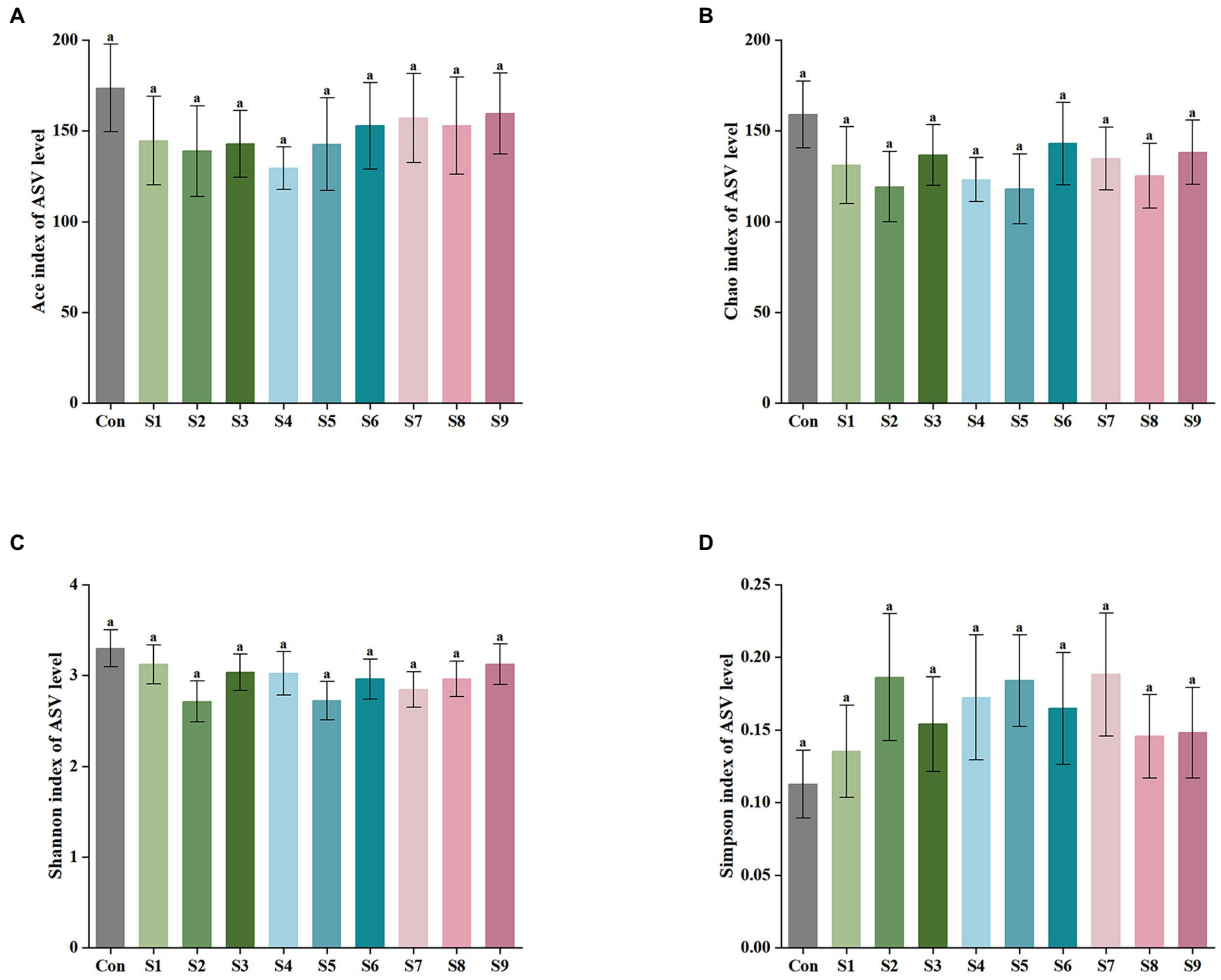 A
Ace index of ASV level
200
150
100
50
0
a a a a a a a a a a
Con S1 S2 S3 S4 S5 S6 S7 S8 S9
B
Chao index of ASV level
200
150
100
50
0
a a a a a a a a a a
Con S1 S2 S3 S4 S5 S6 S7 S8 S9
C
Shannon index of ASV level
4
3
2
1
0
a a a a a a a a a a
Con S1 S2 S3 S4 S5 S6 S7 S8 S9
D
Simpson index of ASV level
0.25
0.20
0.15
0.10
0.05
0.00
a a a a a a a a a a
Con S1 S2 S3 S4 S5 S6 S7 S8 S9